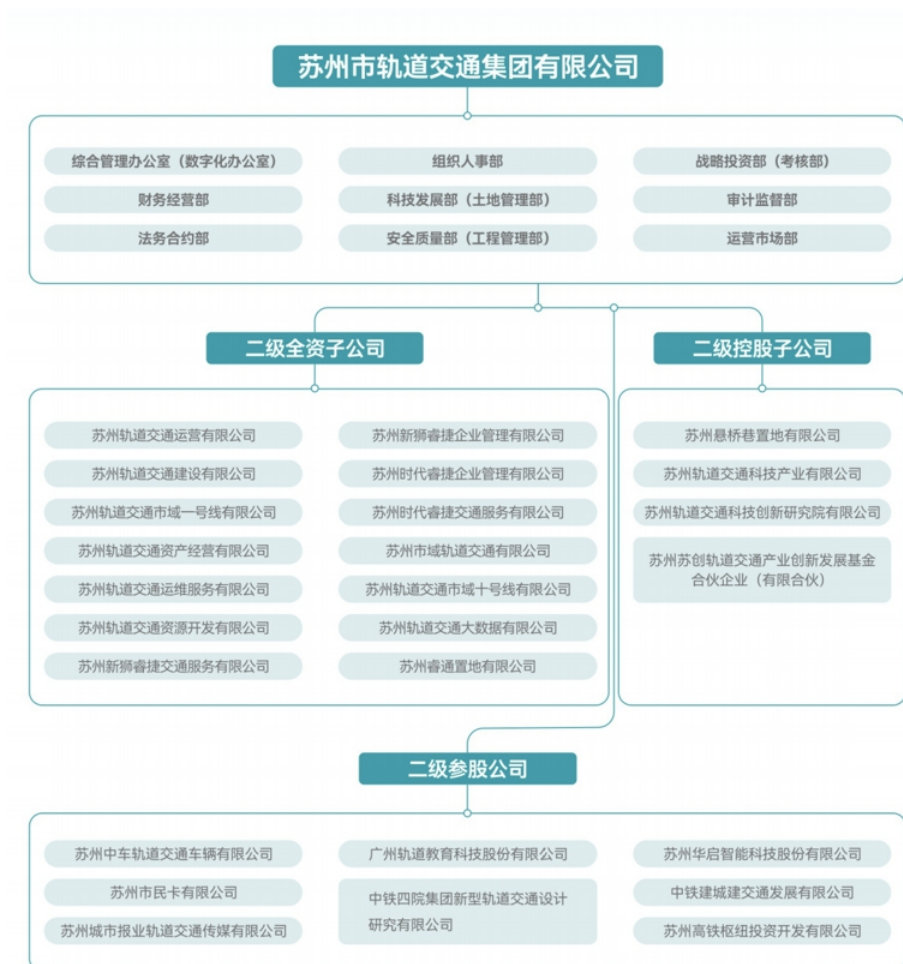 苏州市轨道交通集团有限公司
综合管理办公室（数字化办公室）
组织人事部
战略投资部（考核部）
财务经营部
科技发展部（土地管理部）
审计监督部
法务合约部
安全质量部（工程管理部）
运营市场部
二级全资子公司
苏州轨道交通运营有限公司
苏州新狮睿捷企业管理有限公司
苏州轨道交通建设有限公司
苏州时代睿捷企业管理有限公司
苏州轨道交通市域一号线有限公司
苏州时代睿捷交通服务有限公司
苏州轨道交通资产经营有限公司
苏州市域轨道交通有限公司
苏州轨道交通运维服务有限公司
苏州轨道交通市域十号线有限公司
苏州轨道交通资源开发有限公司
苏州轨道交通大数据有限公司
苏州新狮睿捷交通服务有限公司
苏州睿通置地有限公司
二级控股子公司
苏州悬桥巷置地有限公司
苏州轨道交通科技产业有限公司
苏州轨道交通科技创新研究院有限公司
苏州苏创轨道交通产业创新发展基金
合伙企业（有限合伙）
二级参股公司
苏州中车轨道交通车辆有限公司
广州轨道教育科技股份有限公司
苏州华启智能科技股份有限公司
苏州市民卡有限公司
中铁四院集团新型轨道交通设计
研究有限公司
中铁建城建交通发展有限公司
苏州城市报业轨道交通传媒有限公司
苏州高铁枢纽投资开发有限公司